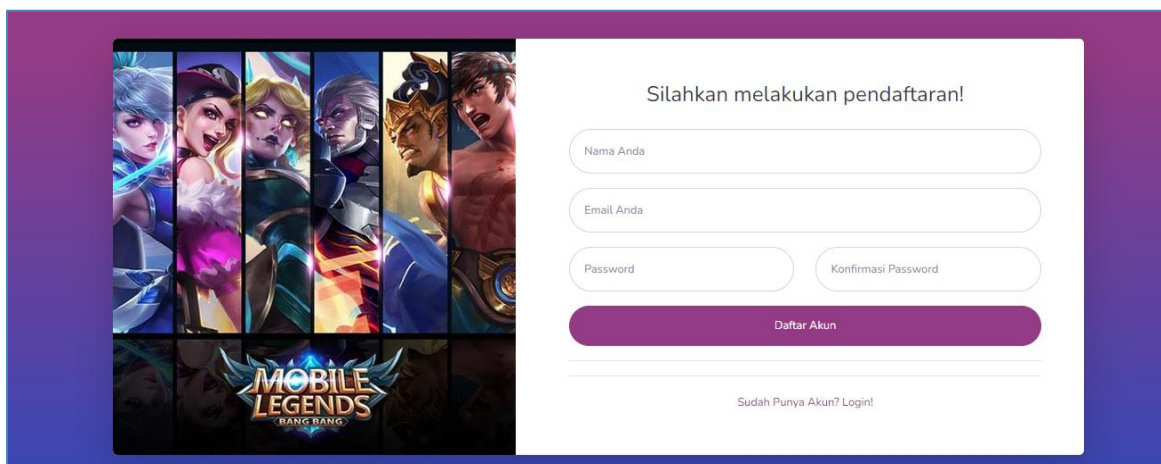 Silahkan melakukan pendaftaran!
Nama Anda
Email Anda
Password
Konfirmasi Password
Daftar Akun
Sudah Punya Akun? Login!
MOBILE
LEGENDS
BANG BANG